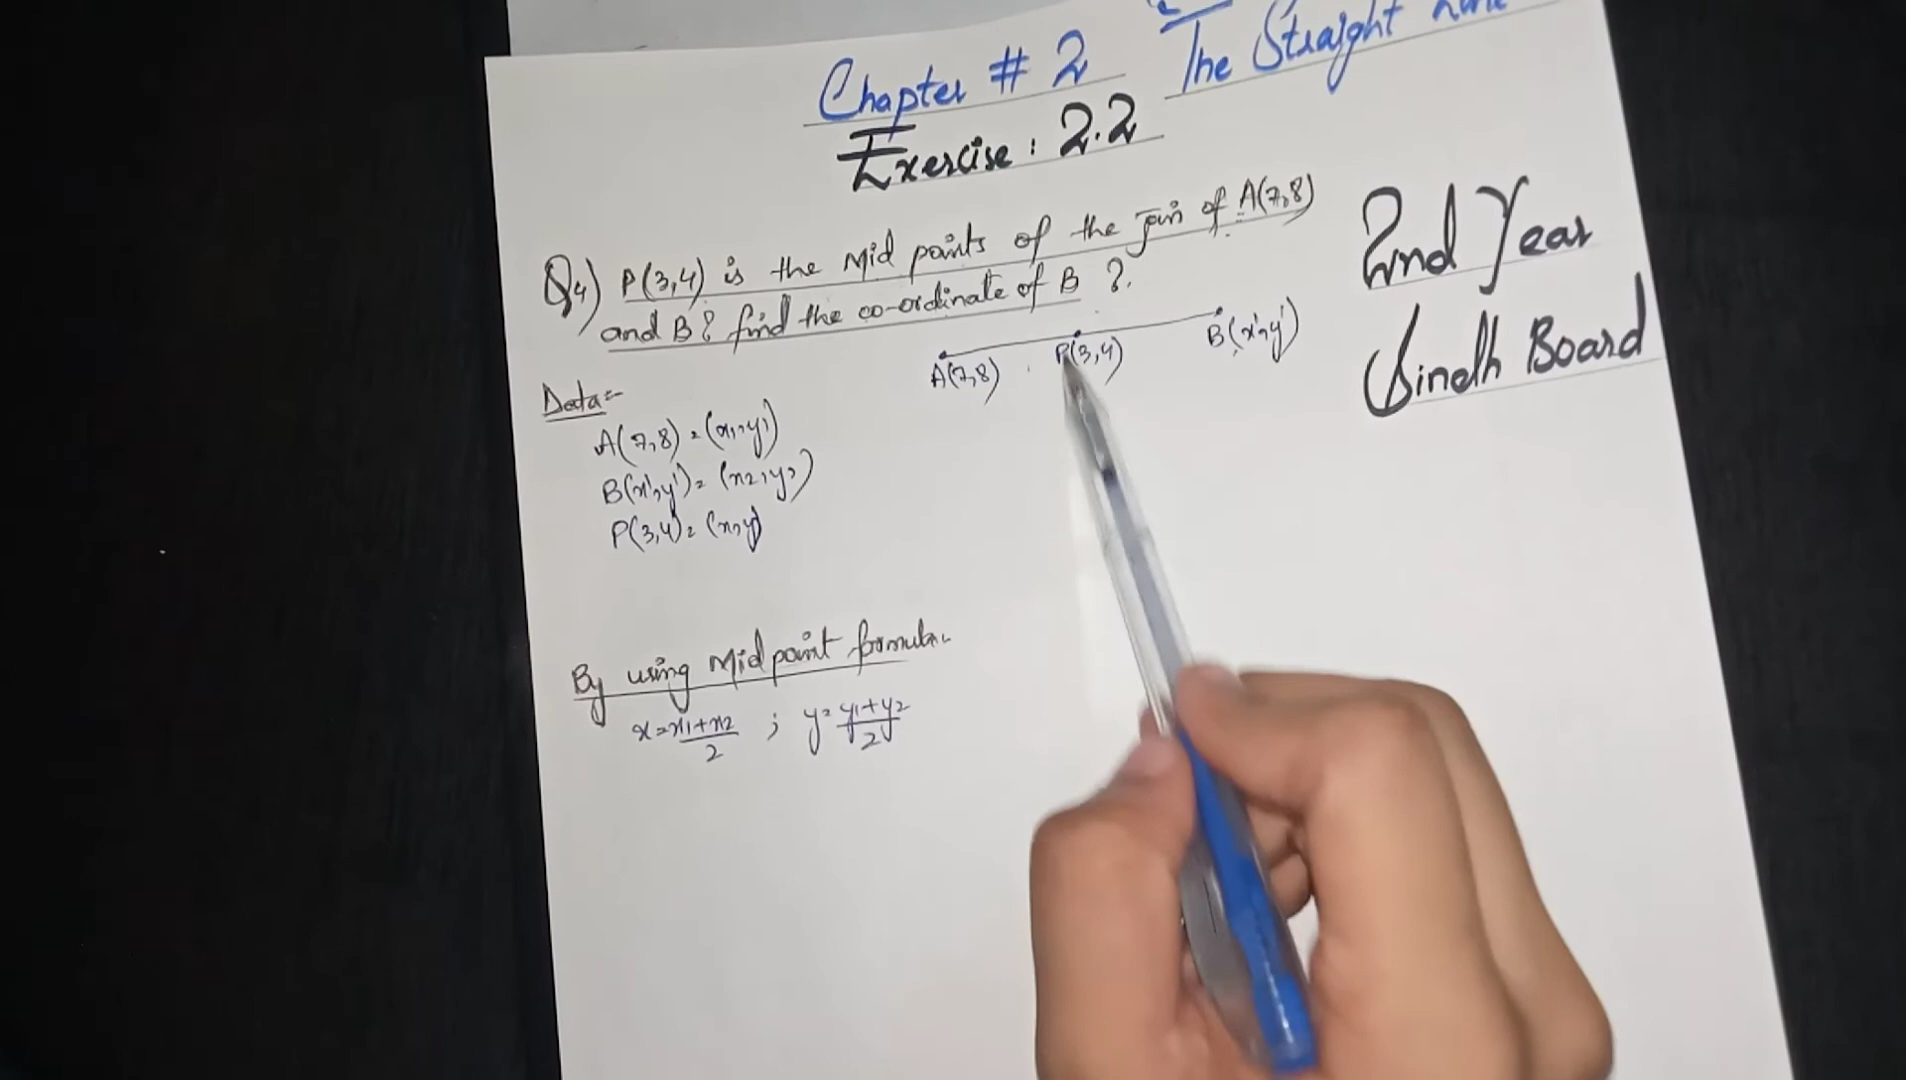 Chapter # 2 The Straight Line
Exercise: 2.2
Q4) P(3,4) is the Mid points of the join of A(7,8)
and B? find the co-ordinate of B ?.
2nd Year
Sindh Board
A(7,8) P(3,4) B(x',y')
Data:-
A(7,8) = (x1,y1)
B(x',y') = (x2,y2)
P(3,4) = (x,y)
By using Midpoint formula:-
x = x1+x2/2 ; y = y1+y2/2